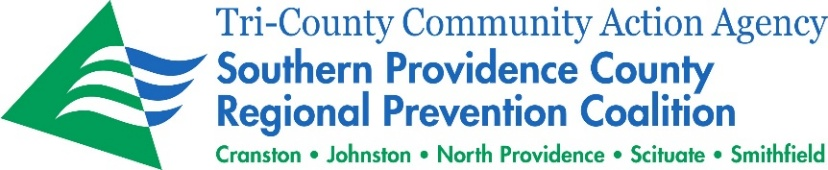 Tri-County Community Action Agency
Southern Providence County
Regional Prevention Coalition
Cranston • Johnston • North Providence • Scituate • Smithfield